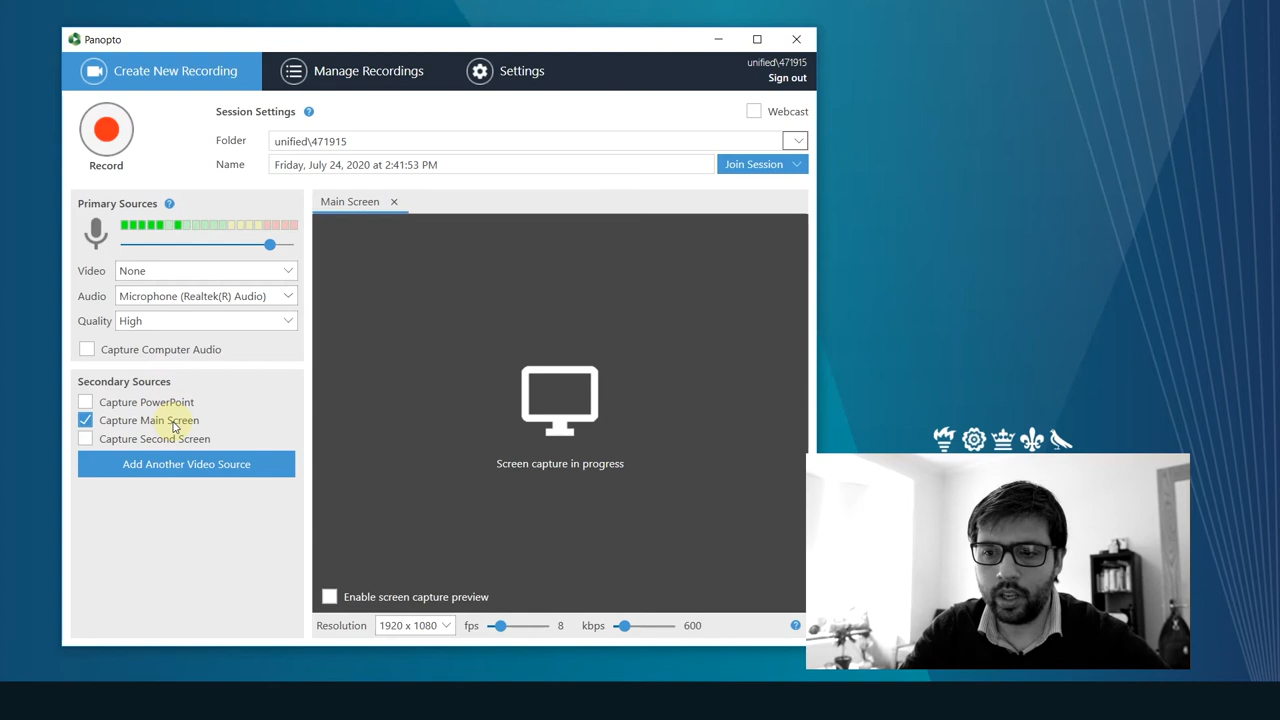 Panopto
Create New Recording
Manage Recordings
Settings
unified\471915
Sign out
Record
Session Settings ?
Webcast
Folder
unified\471915
Name
Friday, July 24, 2020 at 2:41:53 PM
Join Session
Primary Sources ?
Video
None
Audio
Microphone (Realtek(R) Audio)
Quality
High
Capture Computer Audio
Secondary Sources
Capture PowerPoint
Capture Main Screen
Capture Second Screen
Add Another Video Source
Main Screen
Screen capture in progress
Enable screen capture preview
Resolution 1920 x 1080 fps 8 kbps 600 ?